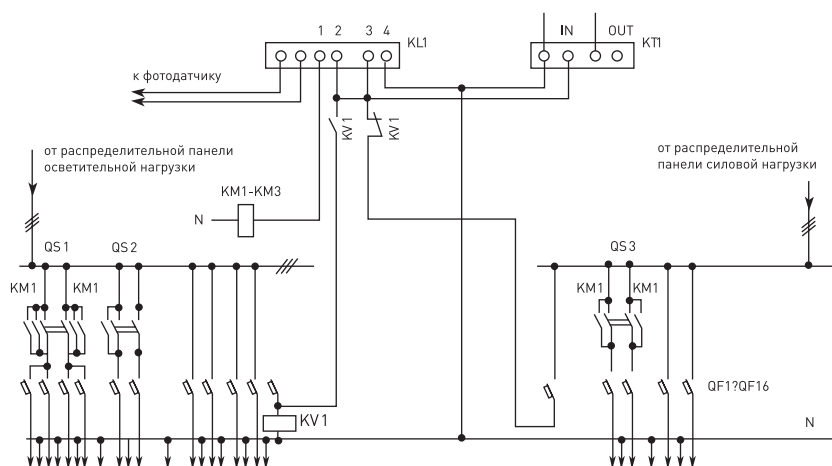 1 2 3 4 KL1
IN OUT KT1
к фотодатчику
KV1 KV1
от распределительной панели
осветительной нагрузки
от распределительной
панели силовой нагрузки
KM1-KM3
N
QS1 QS2 QS3
KM1 KM1 KM1 KM1
QF1?QF16
KV1
N